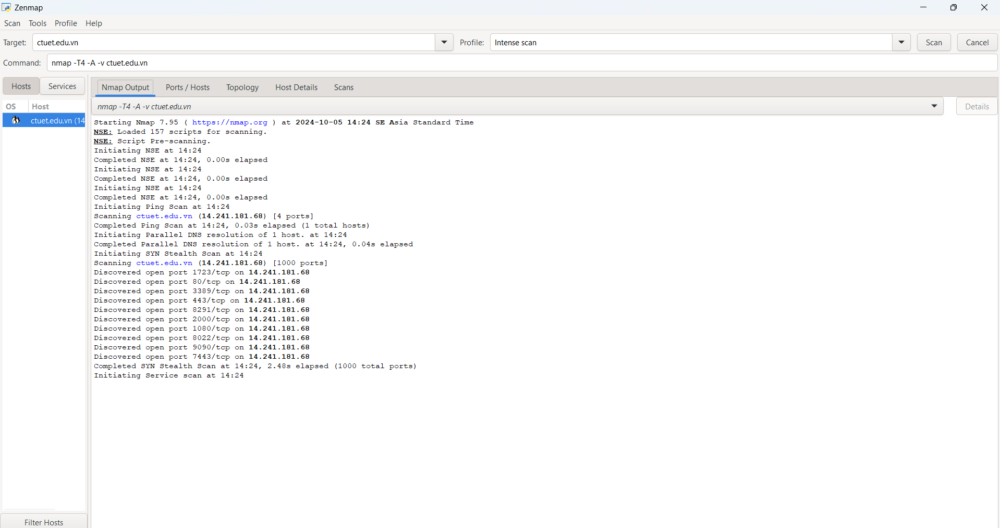 Zenmap
Scan Tools Profile Help
Target: ctuet.edu.vn Profile: Intense scan Scan Cancel
Command: nmap -T4 -A -v ctuet.edu.vn
Hosts Services
OS Host
ctuet.edu.vn (14
Filter Hosts
Nmap Output Ports / Hosts Topology Host Details Scans
nmap -T4 -A -v ctuet.edu.vn Details
Starting Nmap 7.95 ( https://nmap.org ) at 2024-10-05 14:24 SE Asia Standard Time
NSE: Loaded 157 scripts for scanning.
NSE: Script Pre-scanning.
Initiating NSE at 14:24
Completed NSE at 14:24, 0.00s elapsed
Initiating NSE at 14:24
Completed NSE at 14:24, 0.00s elapsed
Initiating NSE at 14:24
Completed NSE at 14:24, 0.00s elapsed
Initiating Ping Scan at 14:24
Scanning ctuet.edu.vn (14.241.181.68) [4 ports]
Completed Ping Scan at 14:24, 0.03s elapsed (1 total hosts)
Initiating Parallel DNS resolution of 1 host. at 14:24
Completed Parallel DNS resolution of 1 host. at 14:24, 0.04s elapsed
Initiating SYN Stealth Scan at 14:24
Scanning ctuet.edu.vn (14.241.181.68) [1000 ports]
Discovered open port 1723/tcp on 14.241.181.68
Discovered open port 80/tcp on 14.241.181.68
Discovered open port 3389/tcp on 14.241.181.68
Discovered open port 443/tcp on 14.241.181.68
Discovered open port 8291/tcp on 14.241.181.68
Discovered open port 2000/tcp on 14.241.181.68
Discovered open port 1080/tcp on 14.241.181.68
Discovered open port 8022/tcp on 14.241.181.68
Discovered open port 9090/tcp on 14.241.181.68
Discovered open port 7443/tcp on 14.241.181.68
Completed SYN Stealth Scan at 14:24, 2.48s elapsed (1000 total ports)
Initiating Service scan at 14:24